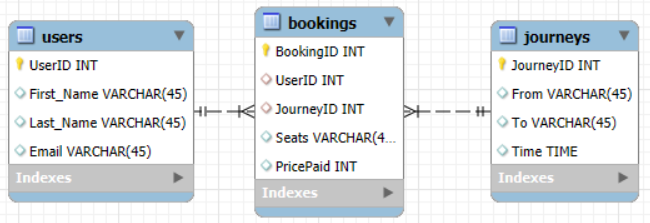 users
UserID INT
First_Name VARCHAR(45)
Last_Name VARCHAR(45)
Email VARCHAR(45)
Indexes
bookings
BookingID INT
UserID INT
JourneyID INT
Seats VARCHAR(4...
PricePaid INT
Indexes
journeys
JourneyID INT
From VARCHAR(45)
To VARCHAR(45)
Time TIME
Indexes